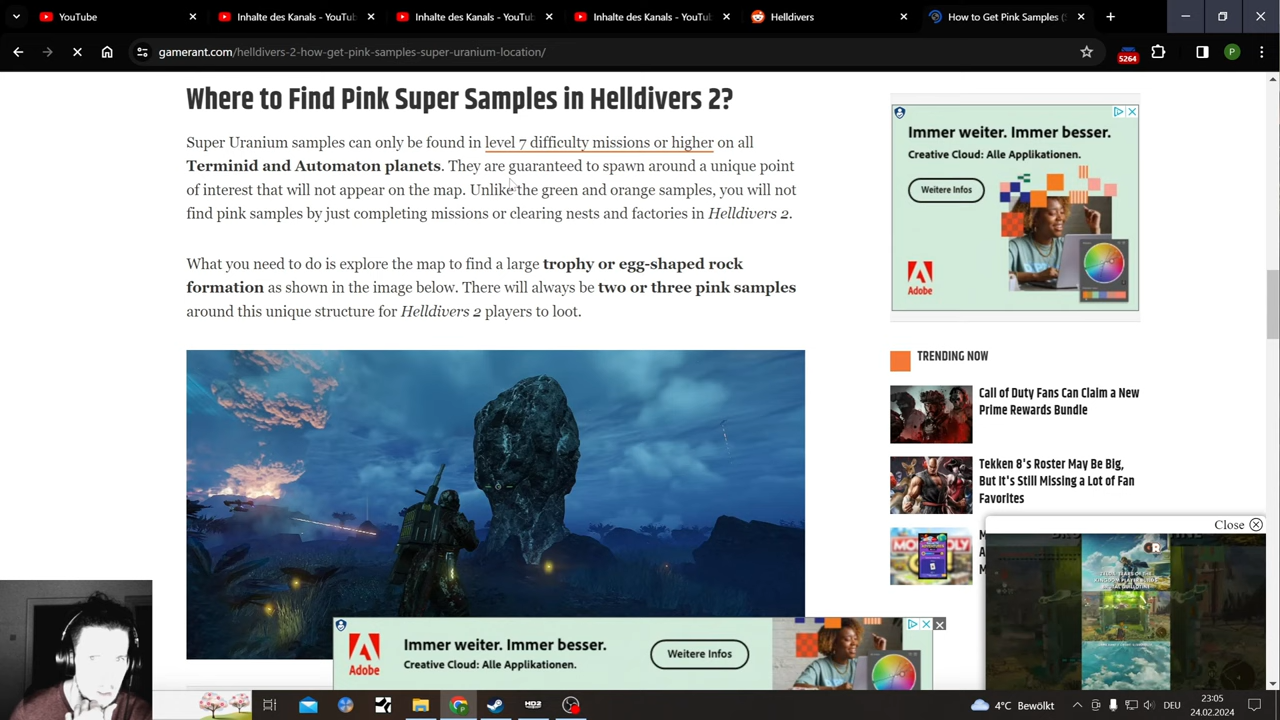 YouTube
Inhalte des Kanals - YouTu
Inhalte des Kanals - YouTu
Inhalte des Kanals - YouTu
Helldivers
How to Get Pink Samples (
gamerant.com/helldivers-2-how-get-pink-samples-super-uranium-location/
5264
P
Where to Find Pink Super Samples in Helldivers 2?
Super Uranium samples can only be found in level 7 difficulty missions or higher on all
Terminid and Automaton planets. They are guaranteed to spawn around a unique point
of interest that will not appear on the map. Unlike the green and orange samples, you will not
find pink samples by just completing missions or clearing nests and factories in Helldivers 2.
What you need to do is explore the map to find a large trophy or egg-shaped rock
formation as shown in the image below. There will always be two or three pink samples
around this unique structure for Helldivers 2 players to loot.
Immer weiter. Immer besser.
Creative Cloud: Alle Applikationen.
Weitere Infos
Adobe
TRENDING NOW
Call of Duty Fans Can Claim a New
Prime Rewards Bundle
Tekken 8's Roster May Be Big,
But It's Still Missing a Lot of Fan
Favorites
Close
Immer weiter. Immer besser.
Creative Cloud: Alle Applikationen.
Weitere Infos
Adobe
HD2
4°C Bewölkt
DEU
23:05
24.02.2024